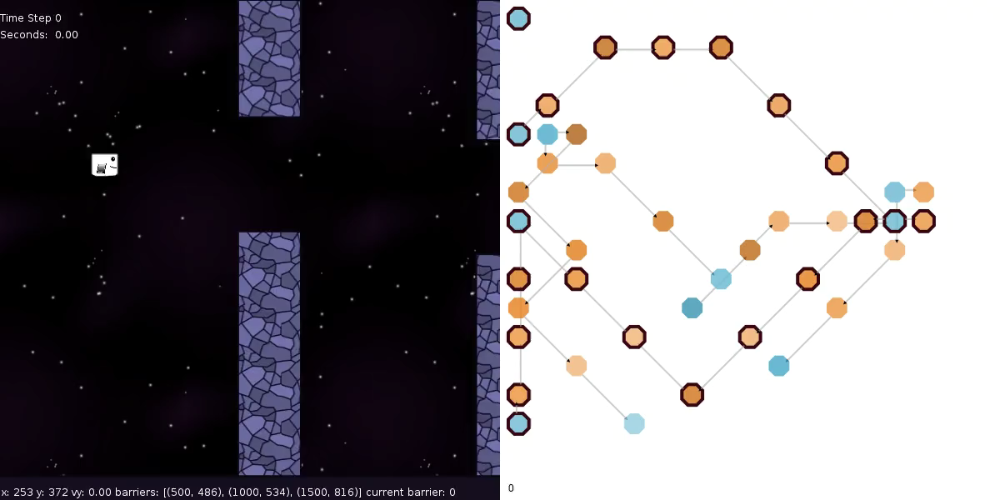 Time Step 0
Seconds:  0.00
x: 253 y: 372 vy: 0.00 barriers: [(500, 486), (1000, 534), (1500, 816)] current barrier: 0
0